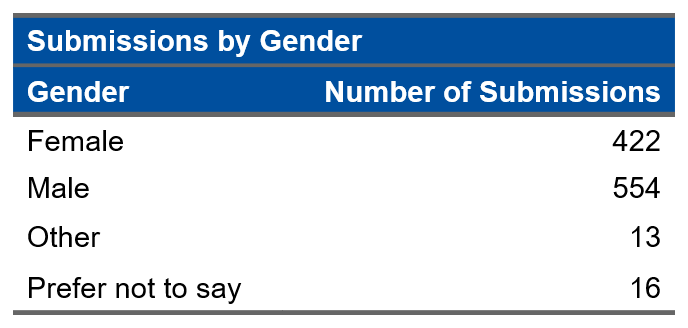 Submissions by Gender
Gender Number of Submissions
Female 422
Male 554
Other 13
Prefer not to say 16